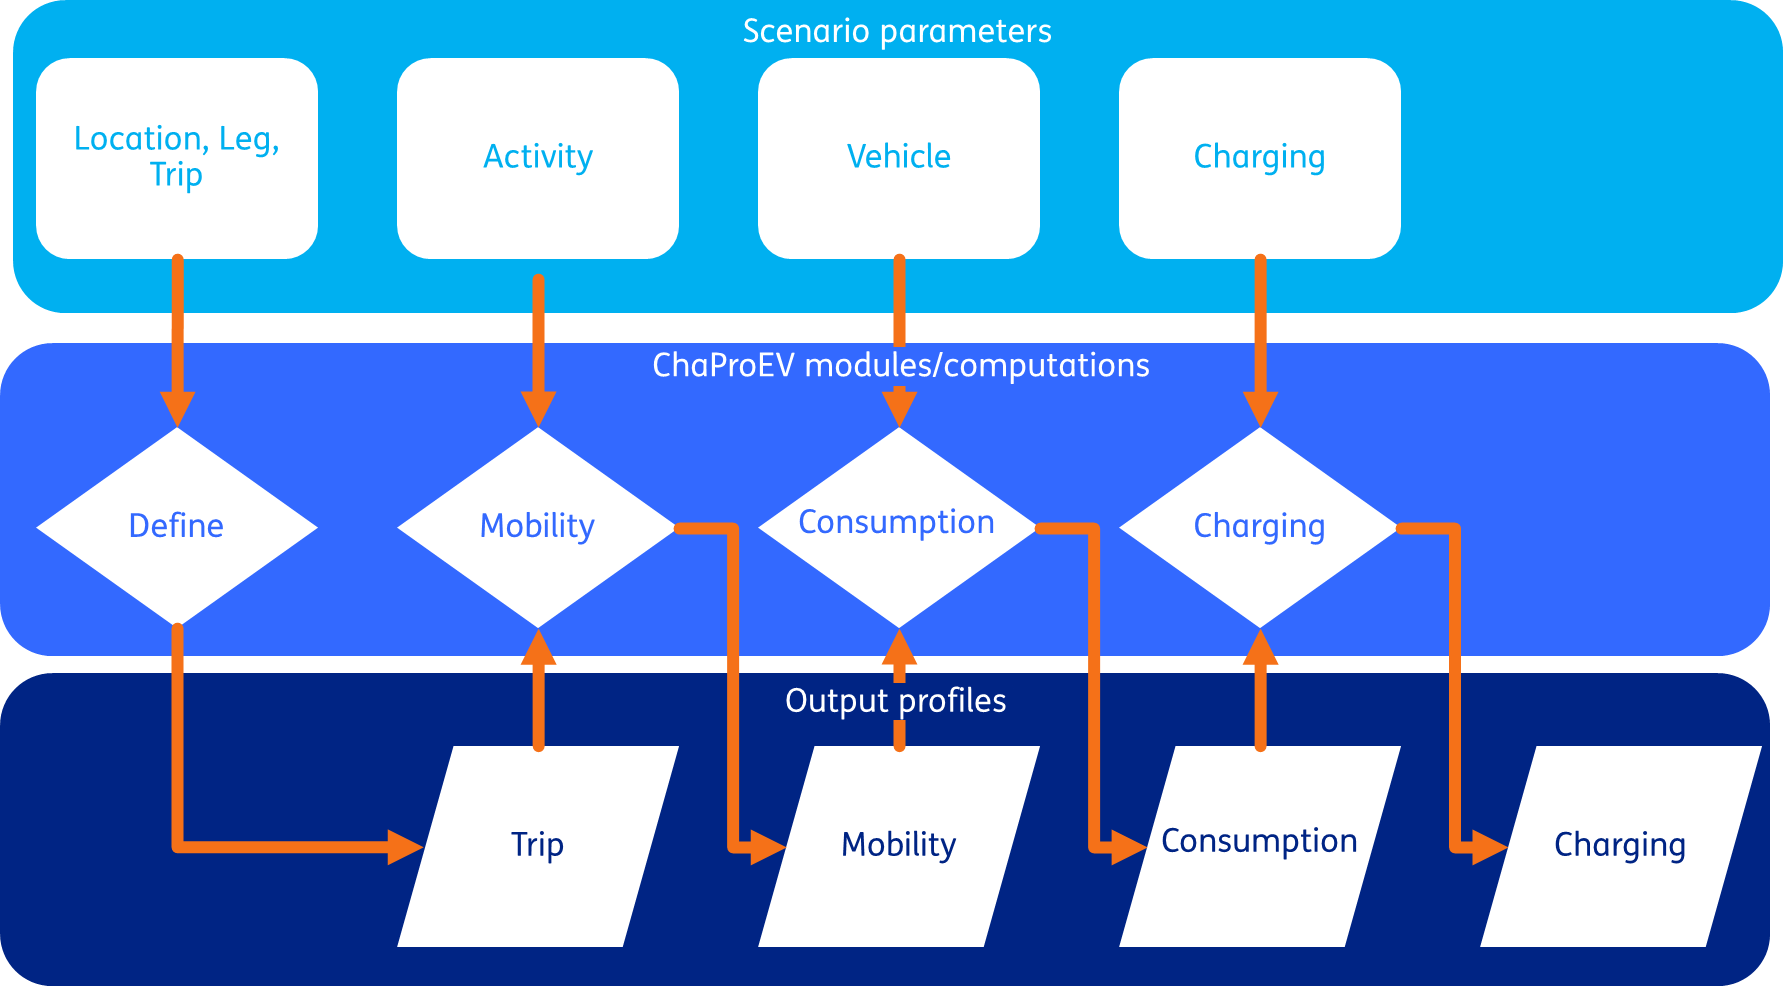 Scenario parameters
Location, Leg,
Trip
Activity
Vehicle
Charging
ChaProEV modules/computations
Define
Mobility
Consumption
Charging
Output profiles
Trip
Mobility
Consumption
Charging